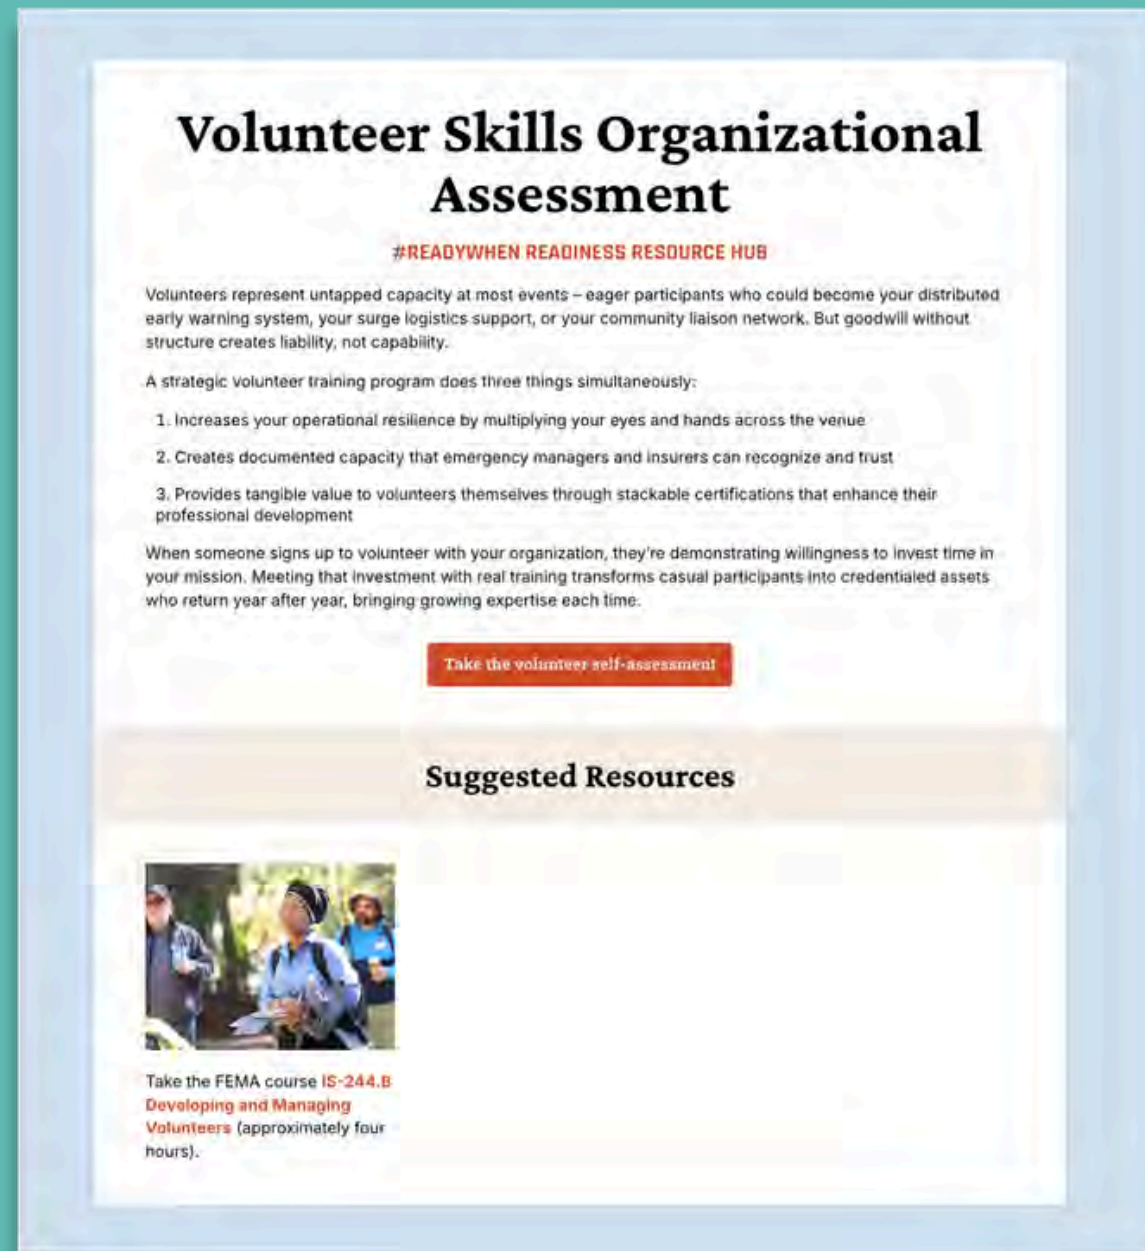 Volunteer Skills Organizational
Assessment
#READYWHEN READINESS RESOURCE HUB
Volunteers represent untapped capacity at most events – eager participants who could become your distributed
early warning system, your surge logistics support, or your community liaison network. But goodwill without
structure creates liability, not capability.
A strategic volunteer training program does three things simultaneously:
1. Increases your operational resilience by multiplying your eyes and hands across the venue
2. Creates documented capacity that emergency managers and insurers can recognize and trust
3. Provides tangible value to volunteers themselves through stackable certifications that enhance their
professional development
When someone signs up to volunteer with your organization, they're demonstrating willingness to invest time in
your mission. Meeting that investment with real training transforms casual participants into credentialed assets
who return year after year, bringing growing expertise each time.
Take the volunteer self-assessment
Suggested Resources
Take the FEMA course IS-244.B
Developing and Managing
Volunteers (approximately four
hours).